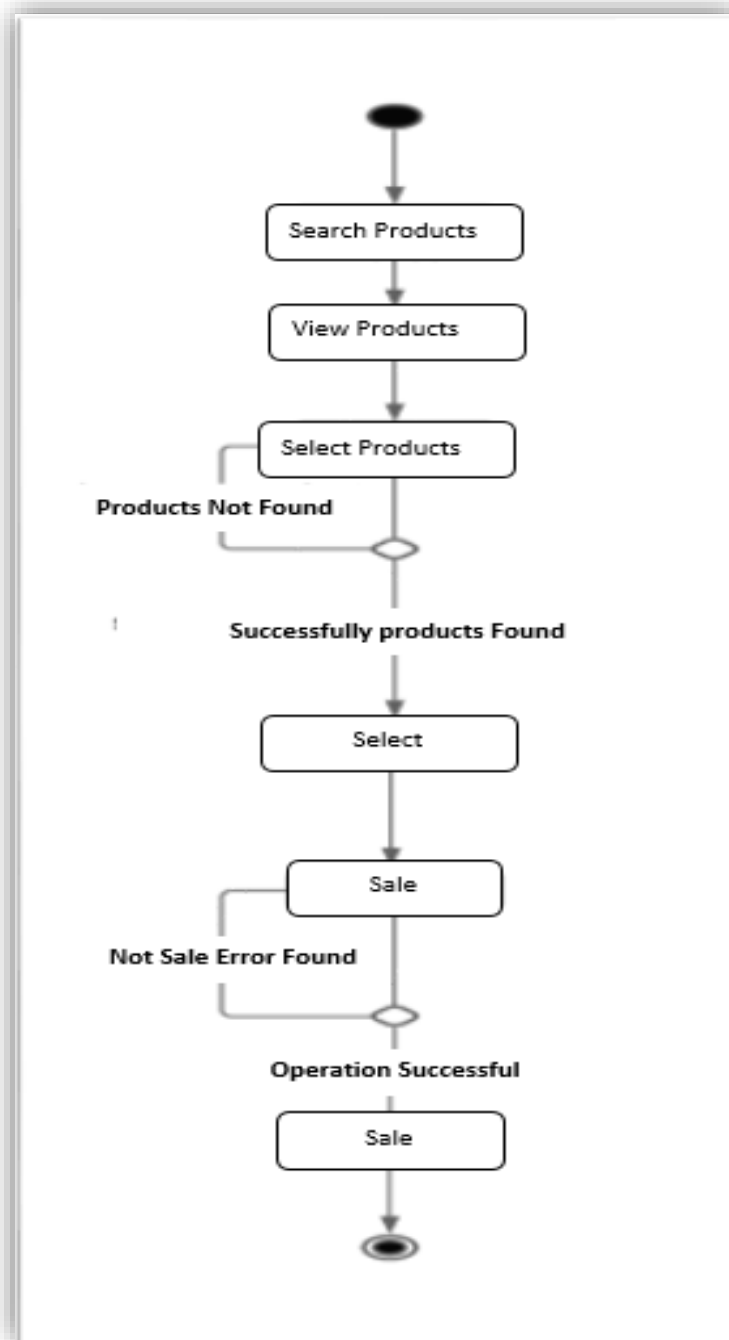 Search Products
View Products
Select Products
Products Not Found
Successfully products Found
Select
Sale
Not Sale Error Found
Operation Successful
Sale